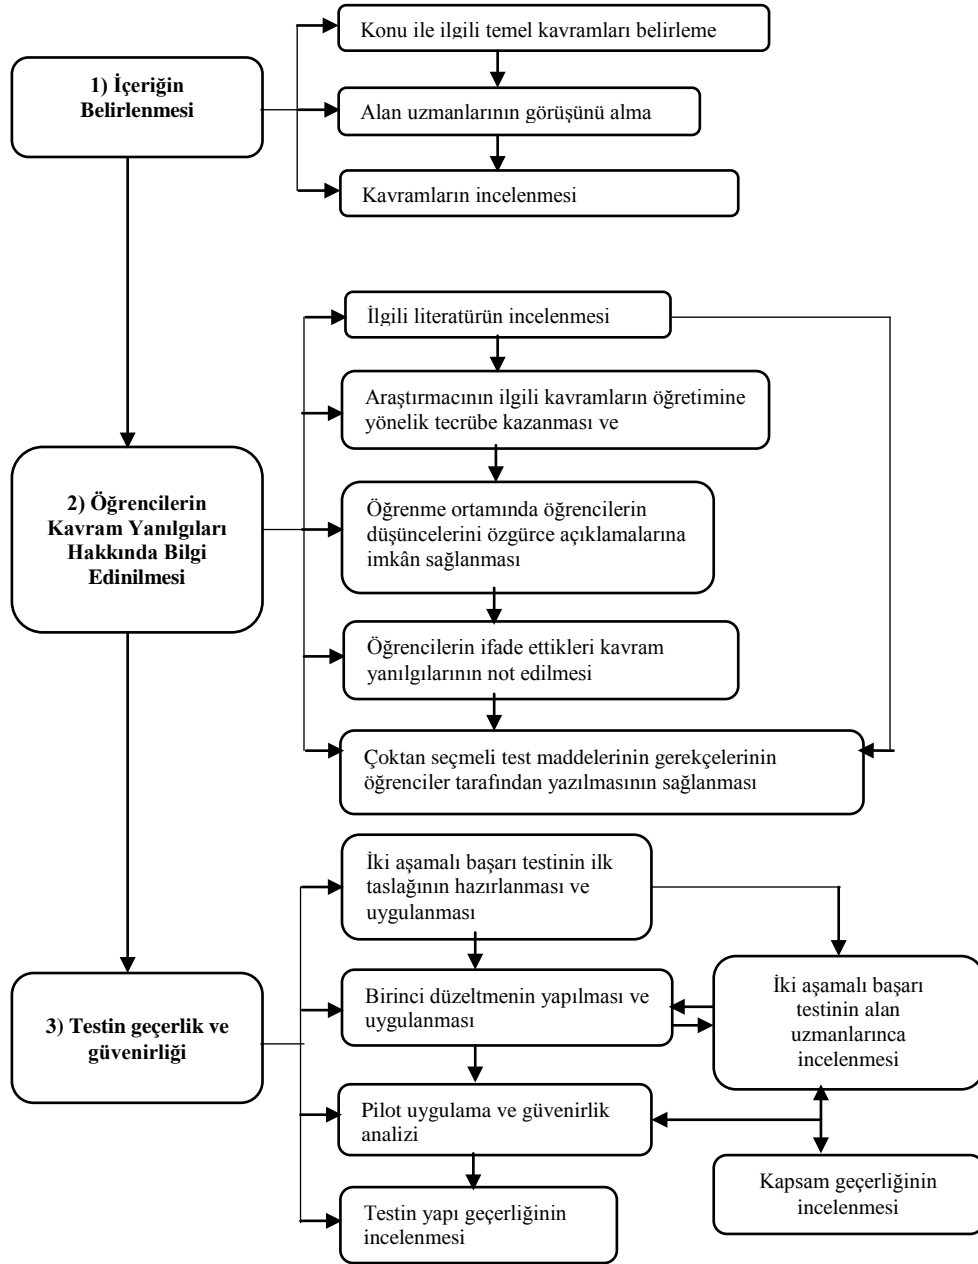 Konu ile ilgili temel kavramları belirleme
1) İçeriğin
Belirlenmesi
Alan uzmanlarının görüşünü alma
Kavramların incelenmesi
İlgili literatürün incelenmesi
Araştırmacının ilgili kavramların öğretimine
yönelik tecrübe kazanması ve
2) Öğrencilerin
Kavram Yanılgıları
Hakkında Bilgi
Edinilmesi
Öğrenme ortamında öğrencilerin
düşüncelerini özgürce açıklamalarına
imkân sağlanması
Öğrencilerin ifade ettikleri kavram
yanılgılarının not edilmesi
Çoktan seçmeli test maddelerinin gerekçelerinin
öğrenciler tarafından yazılmasının sağlanması
İki aşamalı başarı testinin ilk
taslağının hazırlanması ve
uygulanması
3) Testin geçerlik ve
güvenirliği
Birinci düzeltmenin yapılması ve
uygulanması
İki aşamalı başarı
testinin alan
uzmanlarınca
incelenmesi
Pilot uygulama ve güvenirlik
analizi
Kapsam geçerliğinin
incelenmesi
Testin yapı geçerliğinin
incelenmesi